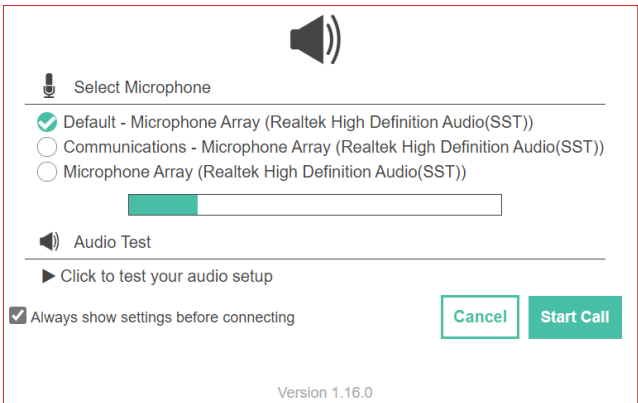 Select Microphone
Default - Microphone Array (Realtek High Definition Audio(SST))
Communications - Microphone Array (Realtek High Definition Audio(SST))
Microphone Array (Realtek High Definition Audio(SST))
Audio Test
Click to test your audio setup
Always show settings before connecting
Cancel
Start Call
Version 1.16.0